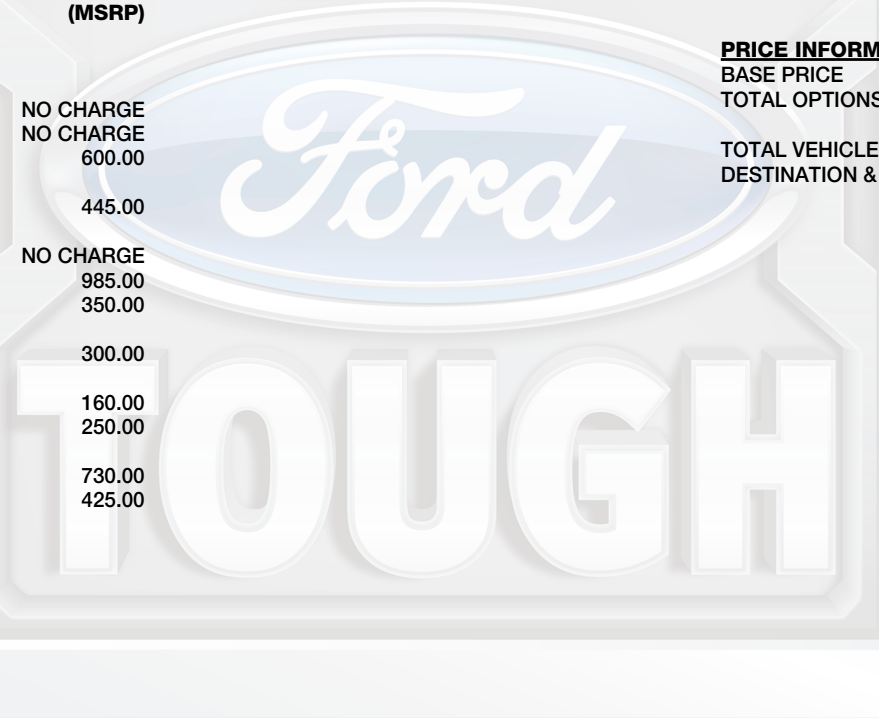 (MSRP)
NO CHARGE
NO CHARGE
600.00
445.00
NO CHARGE
985.00
350.00
300.00
160.00
250.00
730.00
425.00
PRICE INFORM
BASE PRICE
TOTAL OPTIONS
TOTAL VEHICLE
DESTINATION &
Ford
TOUGH